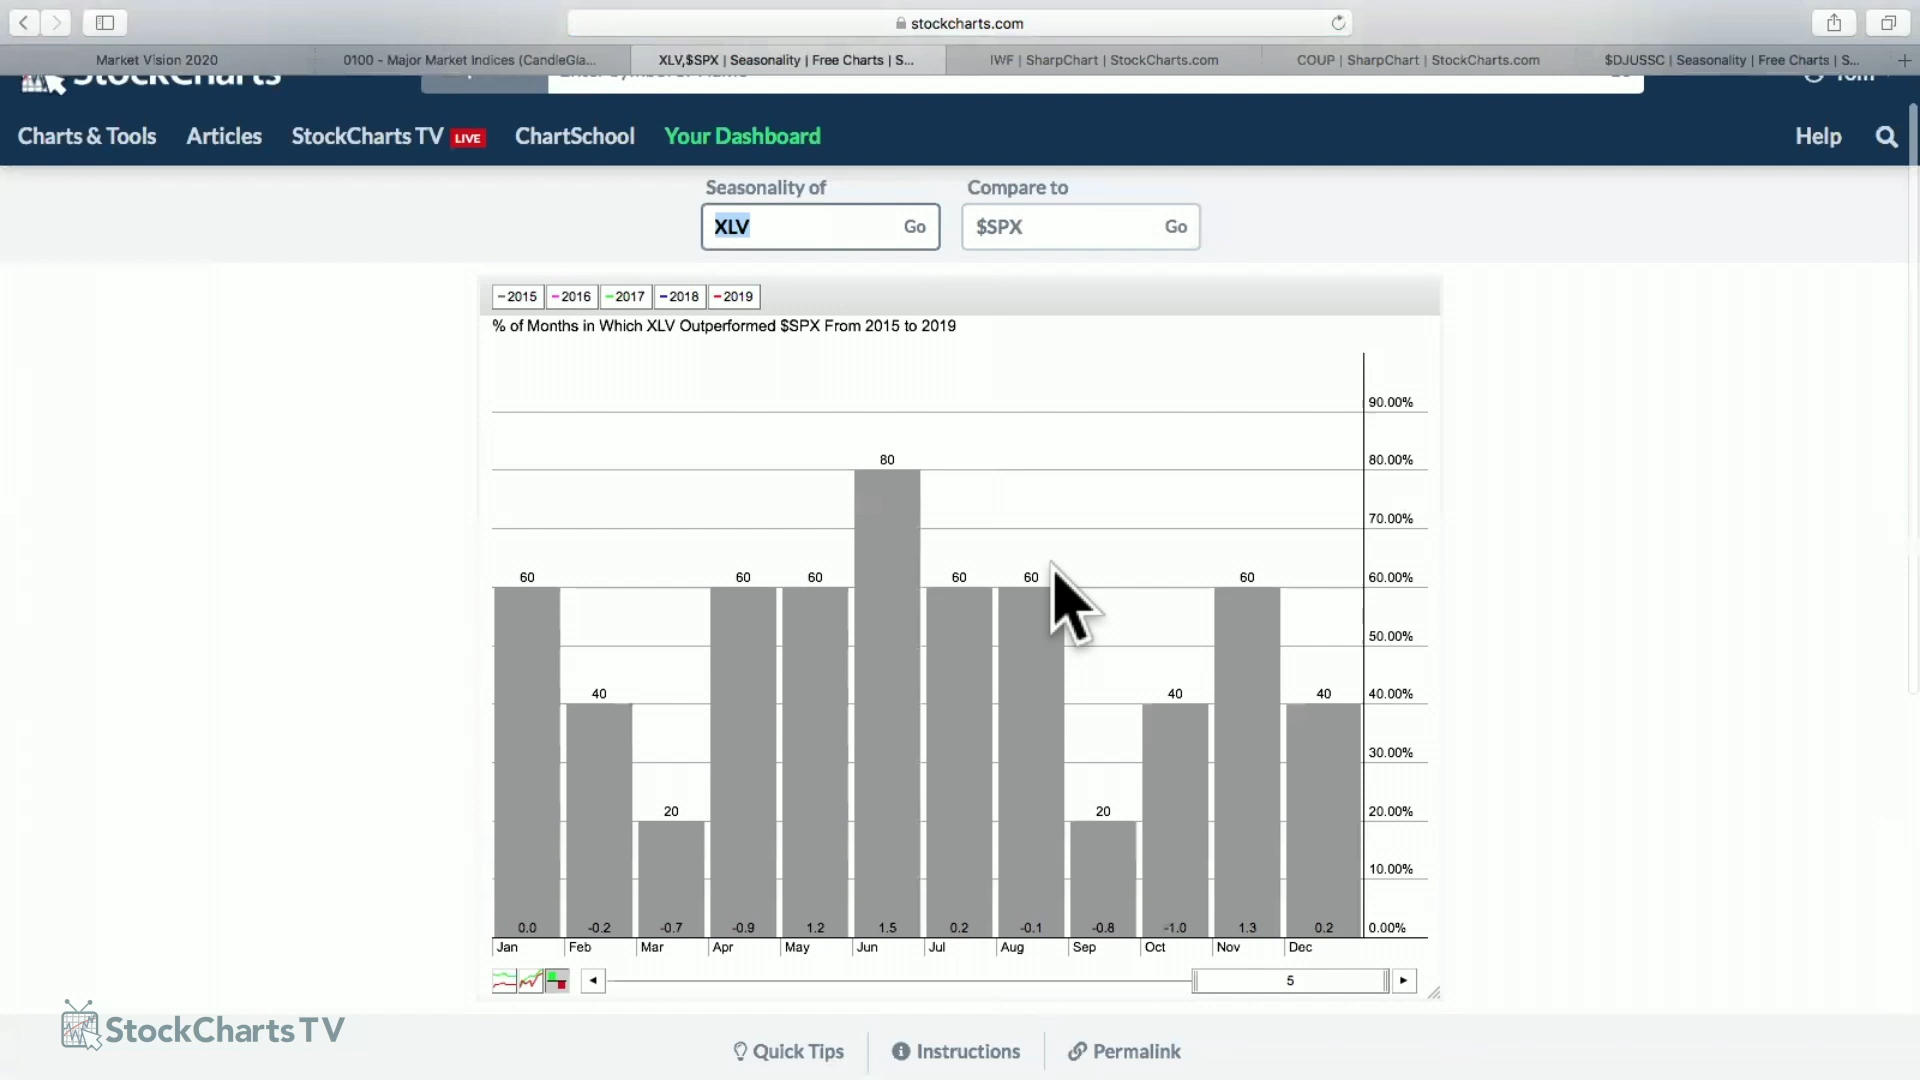 stockcharts.com
Market Vision 2020
0100 - Major Market Indices (CandleGla...
XLV,$SPX | Seasonality | Free Charts | S...
IWF | SharpChart | StockCharts.com
COUP | SharpChart | StockCharts.com
$DJUSSC | Seasonality | Free Charts | S...
StockCharts
Tom
Charts & Tools
Articles
StockCharts TV LIVE
ChartSchool
Your Dashboard
Help
Seasonality of
Compare to
XLV Go
$SPX Go
2015 2016 2017 2018 2019
% of Months in Which XLV Outperformed $SPX From 2015 to 2019
90.00%
80 80.00%
70.00%
60 60 60 60 60 60 60.00%
50.00%
40 40 40 40.00%
30.00%
20 20 20.00%
10.00%
0.0 -0.2 -0.7 -0.9 1.2 1.5 0.2 -0.1 -0.8 -1.0 1.3 0.2 0.00%
Jan Feb Mar Apr May Jun Jul Aug Sep Oct Nov Dec
5
StockCharts TV
Quick Tips
Instructions
Permalink